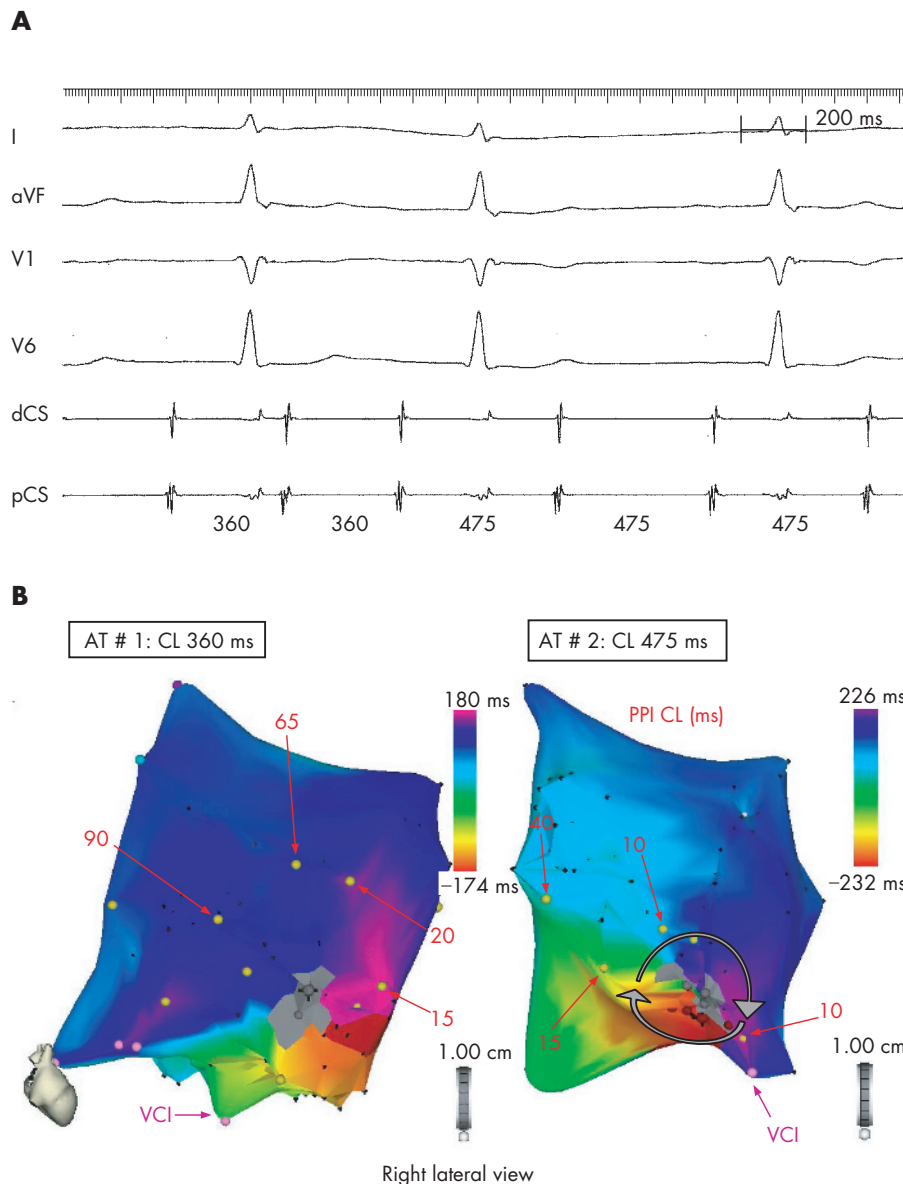 A
I
200 ms
aVF
V1
V6
dCS
pCS
360 360 475 475 475
B
AT # 1: CL 360 ms
AT # 2: CL 475 ms
65
180 ms
PPI CL (ms)
226 ms
90
40
10
−174 ms
−232 ms
20
15
15
10
1.00 cm
1.00 cm
VCI
VCI
Right lateral view